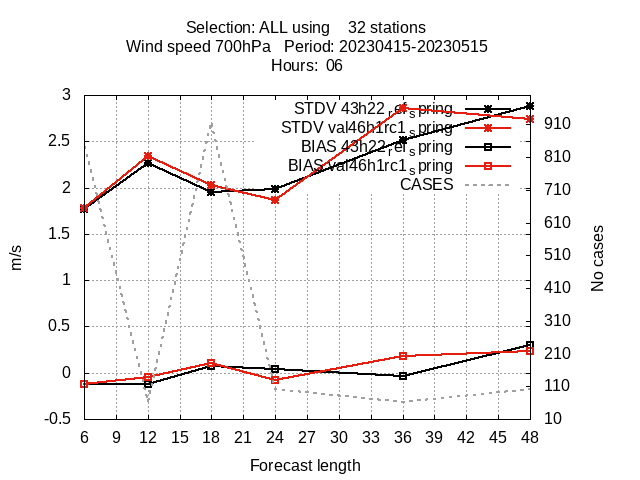 Selection: ALL using 32 stations
Wind speed 700hPa Period: 20230415-20230515
Hours: 06
STDV 43h22_rel_spring
STDV val46h1rc1_spring
BIAS 43h22_rel_spring
BIAS val46h1rc1_spring
CASES
3
2.5
2
1.5
1
0.5
0
-0.5
m/s
910
810
710
610
510
410
310
210
110
10
No cases
6 9 12 15 18 21 24 27 30 33 36 39 42 45 48
Forecast length